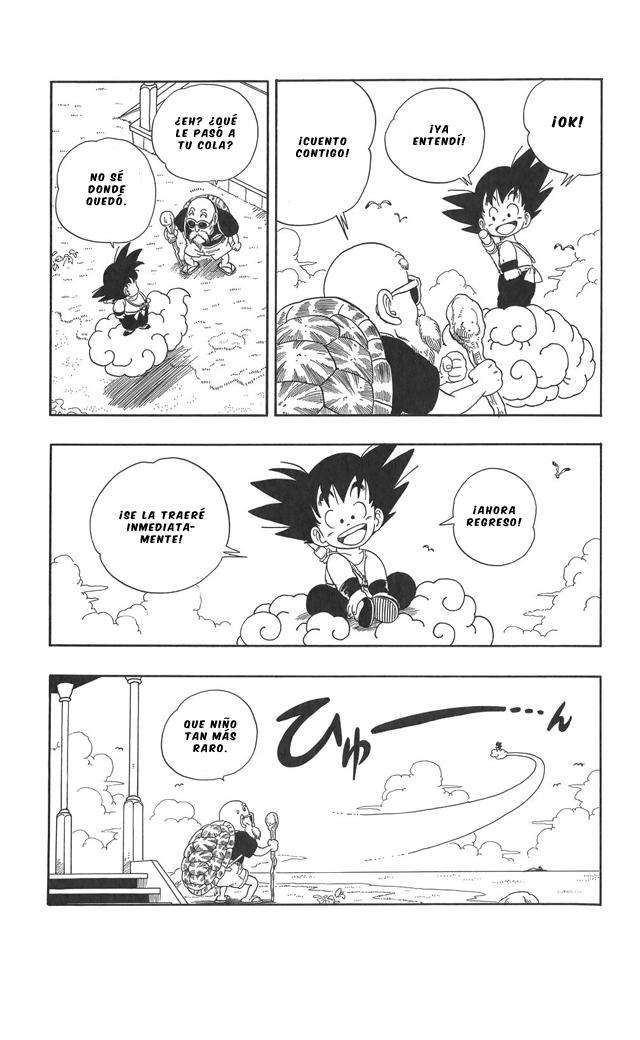 ¡OK!
¡YA
ENTENDÍ!
¡CUENTO
CONTIGO!
¿EH? ¿QUÉ
LE PASÓ A
TU COLA?
NO SÉ
DONDE
QUEDÓ.
¡AHORA
REGRESO!
¡SE LA TRAERÉ
INMEDIATA-
MENTE!
ひゅー…ん
QUE NIÑO
TAN MÁS
RARO.